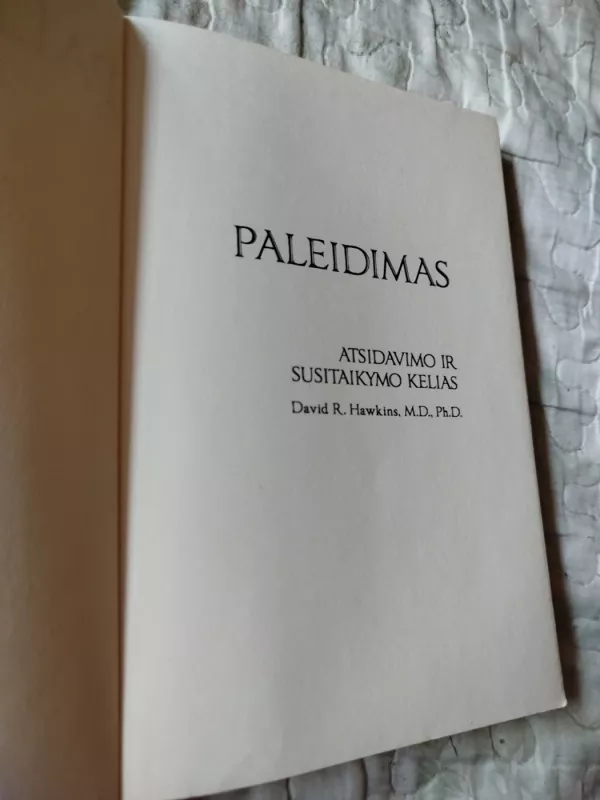 PALEIDIMAS
ATSIDAVIMO IR
SUSITAIKYMO KELIAS
David R. Hawkins, M.D., Ph.D.